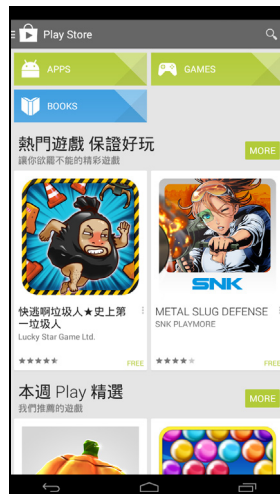 Play Store
APPS
GAMES
BOOKS
熱門遊戲 保證好玩
讓你欲罷不能的精彩遊戲
MORE
SNK
快逃啊垃圾人★史上第
一垃圾人
Lucky Star Game Ltd.
FREE
METAL SLUG DEFENSE
SNK PLAYMORE
FREE
本週 Play 精選
我們推薦的遊戲
MORE